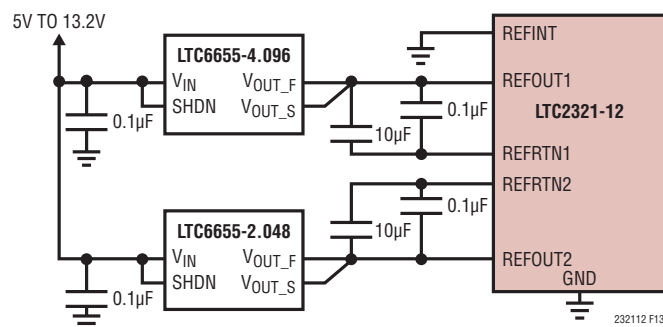 5V TO 13.2V
LTC6655-4.096
VIN
SHDN
VOUT_F
VOUT_S
0.1µF
10µF
0.1µF
REFINT
REFOUT1
LTC2321-12
REFRTN1
REFRTN2
REFOUT2
GND
LTC6655-2.048
VIN
SHDN
VOUT_F
VOUT_S
0.1µF
10µF
0.1µF
232112 F13